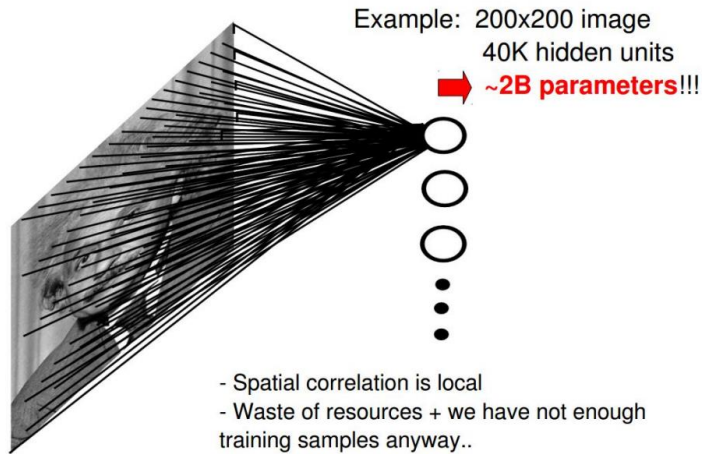 Example: 200x200 image
40K hidden units
~2B parameters!!!
- Spatial correlation is local
- Waste of resources + we have not enough
training samples anyway..